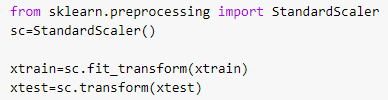 from sklearn.preprocessing import StandardScaler
sc=StandardScaler()
xtrain=sc.fit_transform(xtrain)
xtest=sc.transform(xtest)